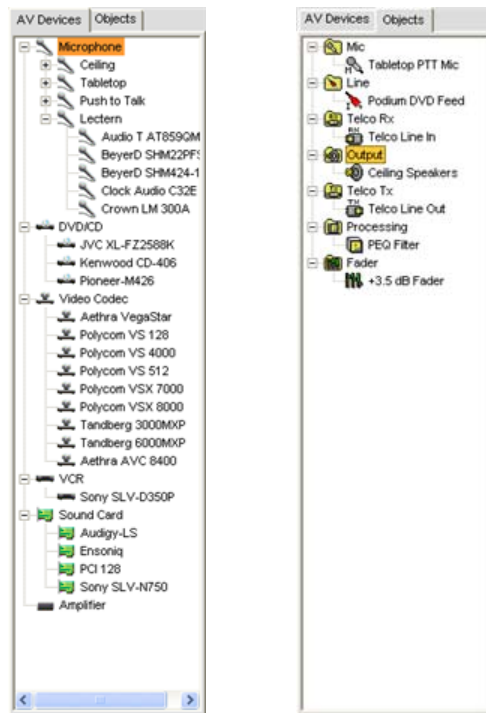 AV Devices Objects
Microphone
Ceiling
Tabletop
Push to Talk
Lectern
Audio T AT859QM
BeyerD SHM22PFS
BeyerD SHM424-1
Clock Audio C32E
Crown LM 300A
DVD/CD
JVC XL-FZ2588K
Kenwood CD-406
Pioneer-M426
Video Codec
Aethra VegaStar
Polycom VS 128
Polycom VS 4000
Polycom VS 512
Polycom VSX 7000
Polycom VSX 8000
Tandberg 3000MXP
Tandberg 6000MXP
Aethra AVC 8400
VCR
Sony SLV-D350P
Sound Card
Audigy-LS
Ensoniq
PCI 128
Sony SLV-N750
Amplifier
AV Devices Objects
Mic
Tabletop PTT Mic
Line
Podium DVD Feed
Telco Rx
Telco Line In
Output
Ceiling Speakers
Telco Tx
Telco Line Out
Processing
PEQ Filter
Fader
+3.5 dB Fader